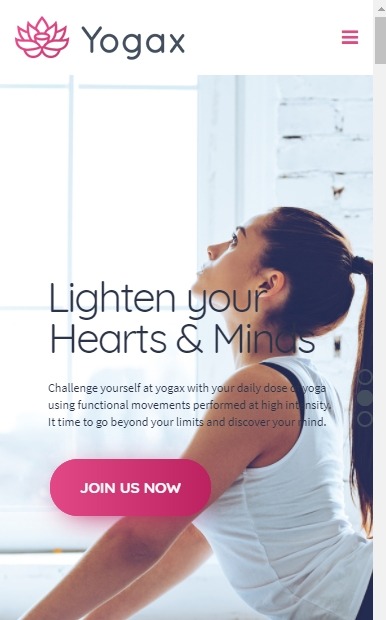 Yogax
Lighten your
Hearts & Minds
Challenge yourself at yogax with your daily dose of yoga
using functional movements performed at high intensity,
It time to go beyond your limits and discover your mind.
JOIN US NOW